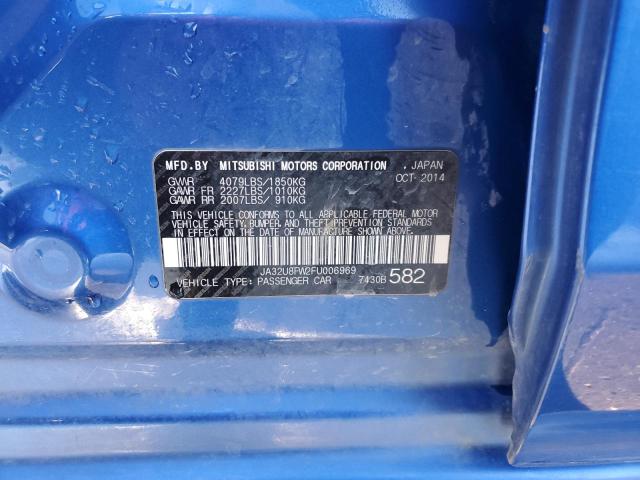 MFD.BY MITSUBISHI MOTORS CORPORATION , JAPAN
GVWR 4079LBS/1850KG OCT-2014
GAWR FR 2227LBS/1010KG
GAWR RR 2007LBS/ 910KG
THIS VEHICLE CONFORMS TO ALL APPLICABLE FEDERAL MOTOR
VEHICLE SAFETY, BUMPER, AND THEFT PREVENTION STANDARDS
IN EFFECT ON THE DATE OF MANUFACTURE SHOWN ABOVE.
JA32U8FW2FU006969
VEHICLE TYPE: PASSENGER CAR 7430B 582